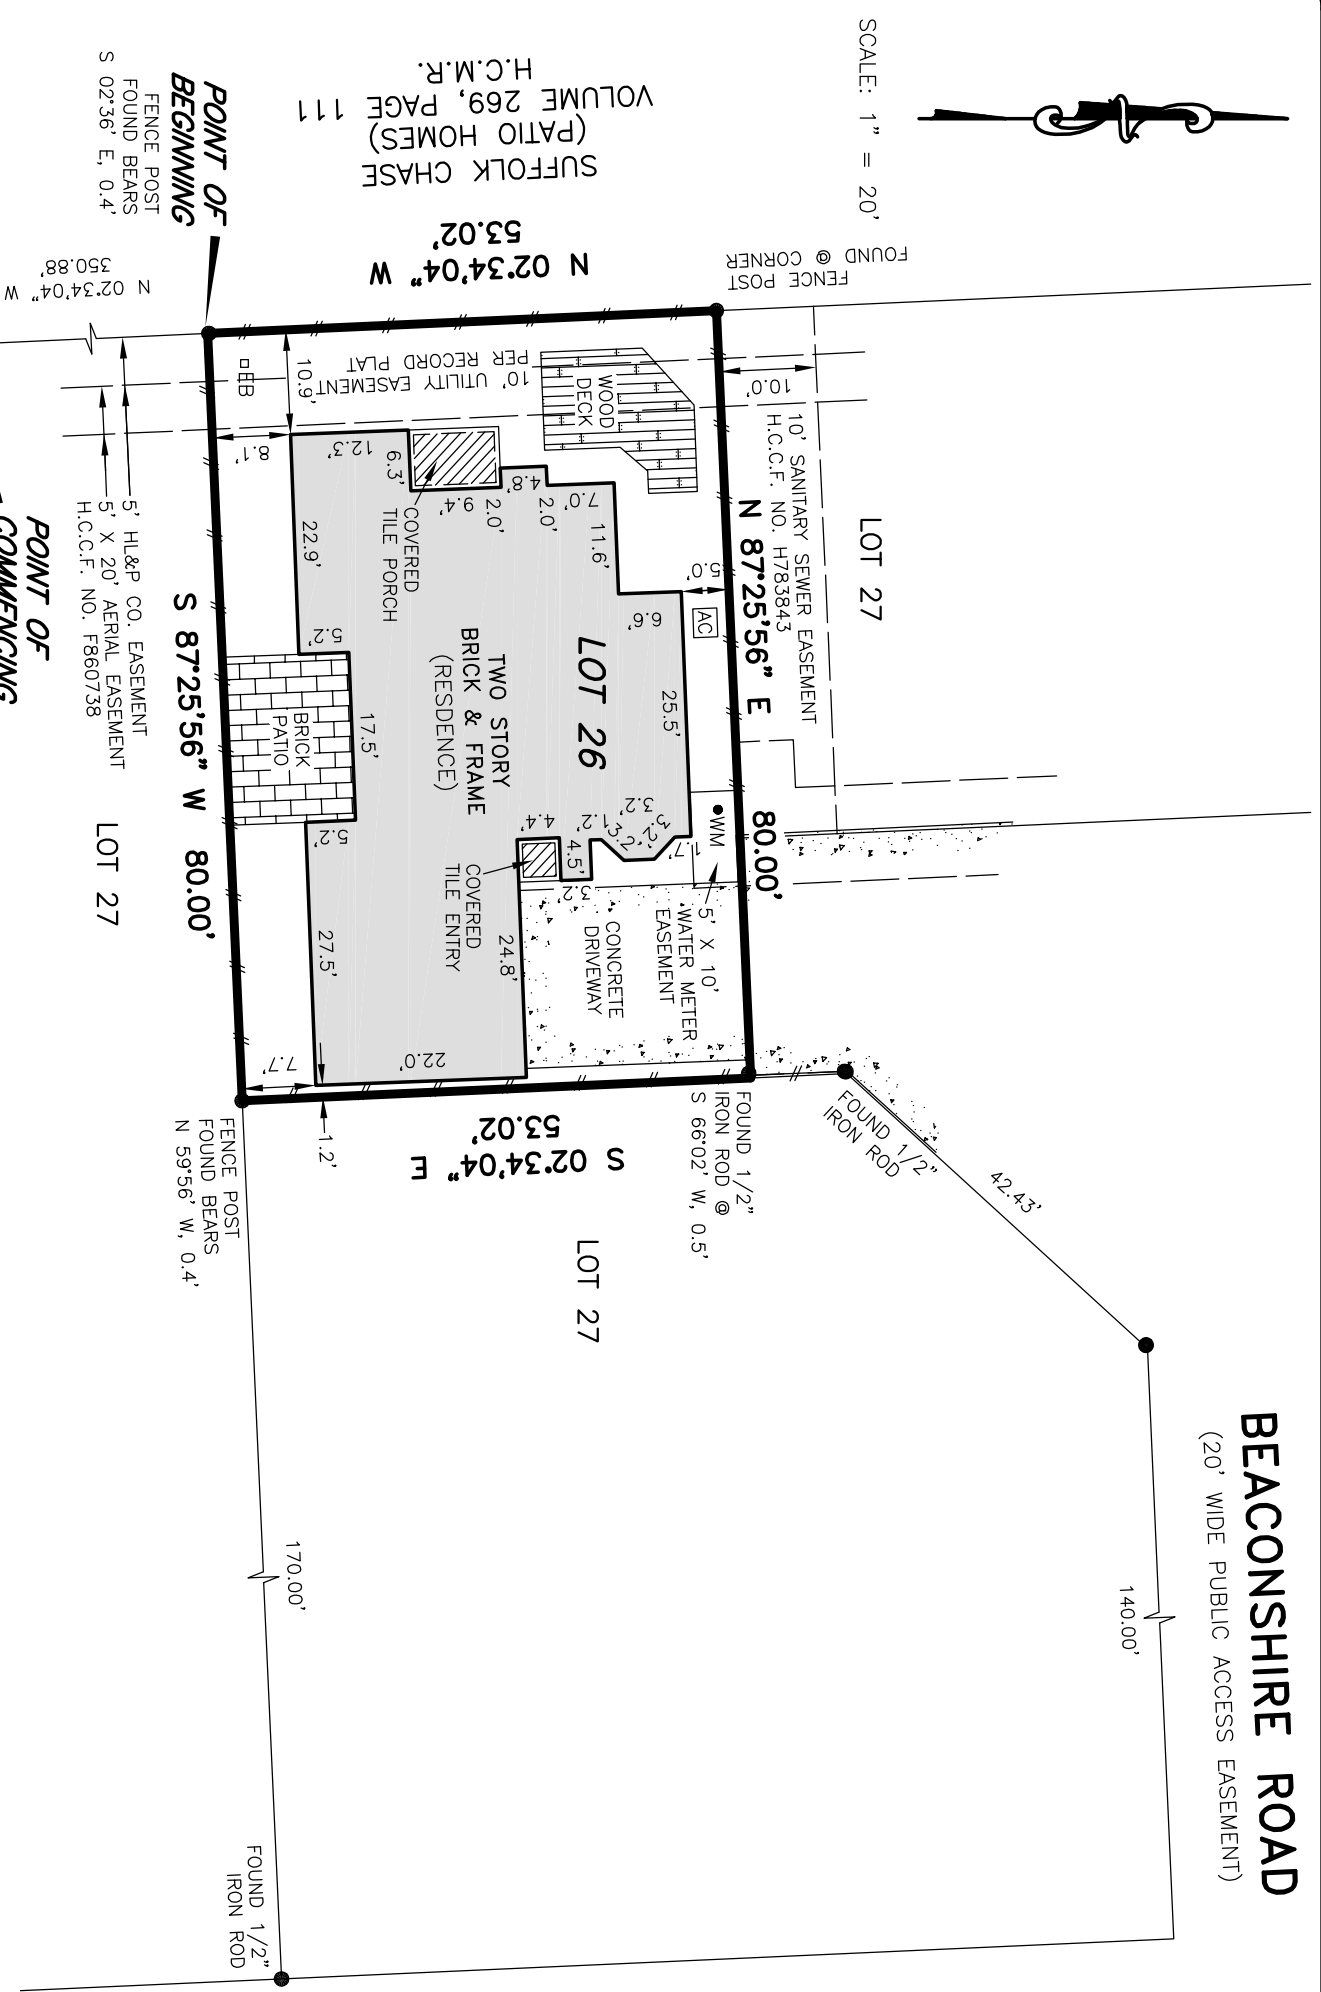 SCALE: 1" = 20'
BEACONSHIRE ROAD
(20' WIDE PUBLIC ACCESS EASEMENT)
140.00'
42.43'
FOUND 1/2"
IRON ROD
LOT 27
FENCE POST
FOUND @ CORNER
10.0'
10' SANITARY SEWER EASEMENT
H.C.C.F. NO. H783843
N 87°25'56" E 80.00'
SUFFOLK CHASE
(PATIO HOMES)
VOLUME 269, PAGE 111
H.C.M.R.
N 02°34'04" W
53.02'
WOOD
DECK
10' UTILITY EASEMENT
PER RECORD PLAT
5.0'
AC
WM
5' X 10'
WATER METER
EASEMENT
CONCRETE
DRIVEWAY
FOUND 1/2"
IRON ROD @
S 66°02' W, 0.5'
LOT 26
TWO STORY
BRICK & FRAME
(RESDENCE)
12.3'
6.3'
9.4'
2.0'
4.8'
2.0'
7.0'
11.6'
6.6'
25.5'
1.7'
3.2'
3.2'
3.2'
1.2'
3.2'
4.5'
4.4'
24.8'
22.0'
27.5'
5.2'
17.5'
5.2'
22.9'
COVERED
TILE PORCH
COVERED
TILE ENTRY
BRICK
PATIO
EB
10.9'
8.1'
7.7'
1.2'
S 02°34'04" E
53.02'
LOT 27
S 87°25'56" W 80.00'
POINT OF
BEGINNING
FENCE POST
FOUND BEARS
S 02°36' E, 0.4'
N 02°34'04" W
350.88'
5' HL&P CO. EASEMENT
5' X 20' AERIAL EASEMENT
H.C.C.F. NO. F860738
LOT 27
FENCE POST
FOUND BEARS
N 59°56' W, 0.4'
170.00'
FOUND 1/2"
IRON ROD
POINT OF
COMMENCING